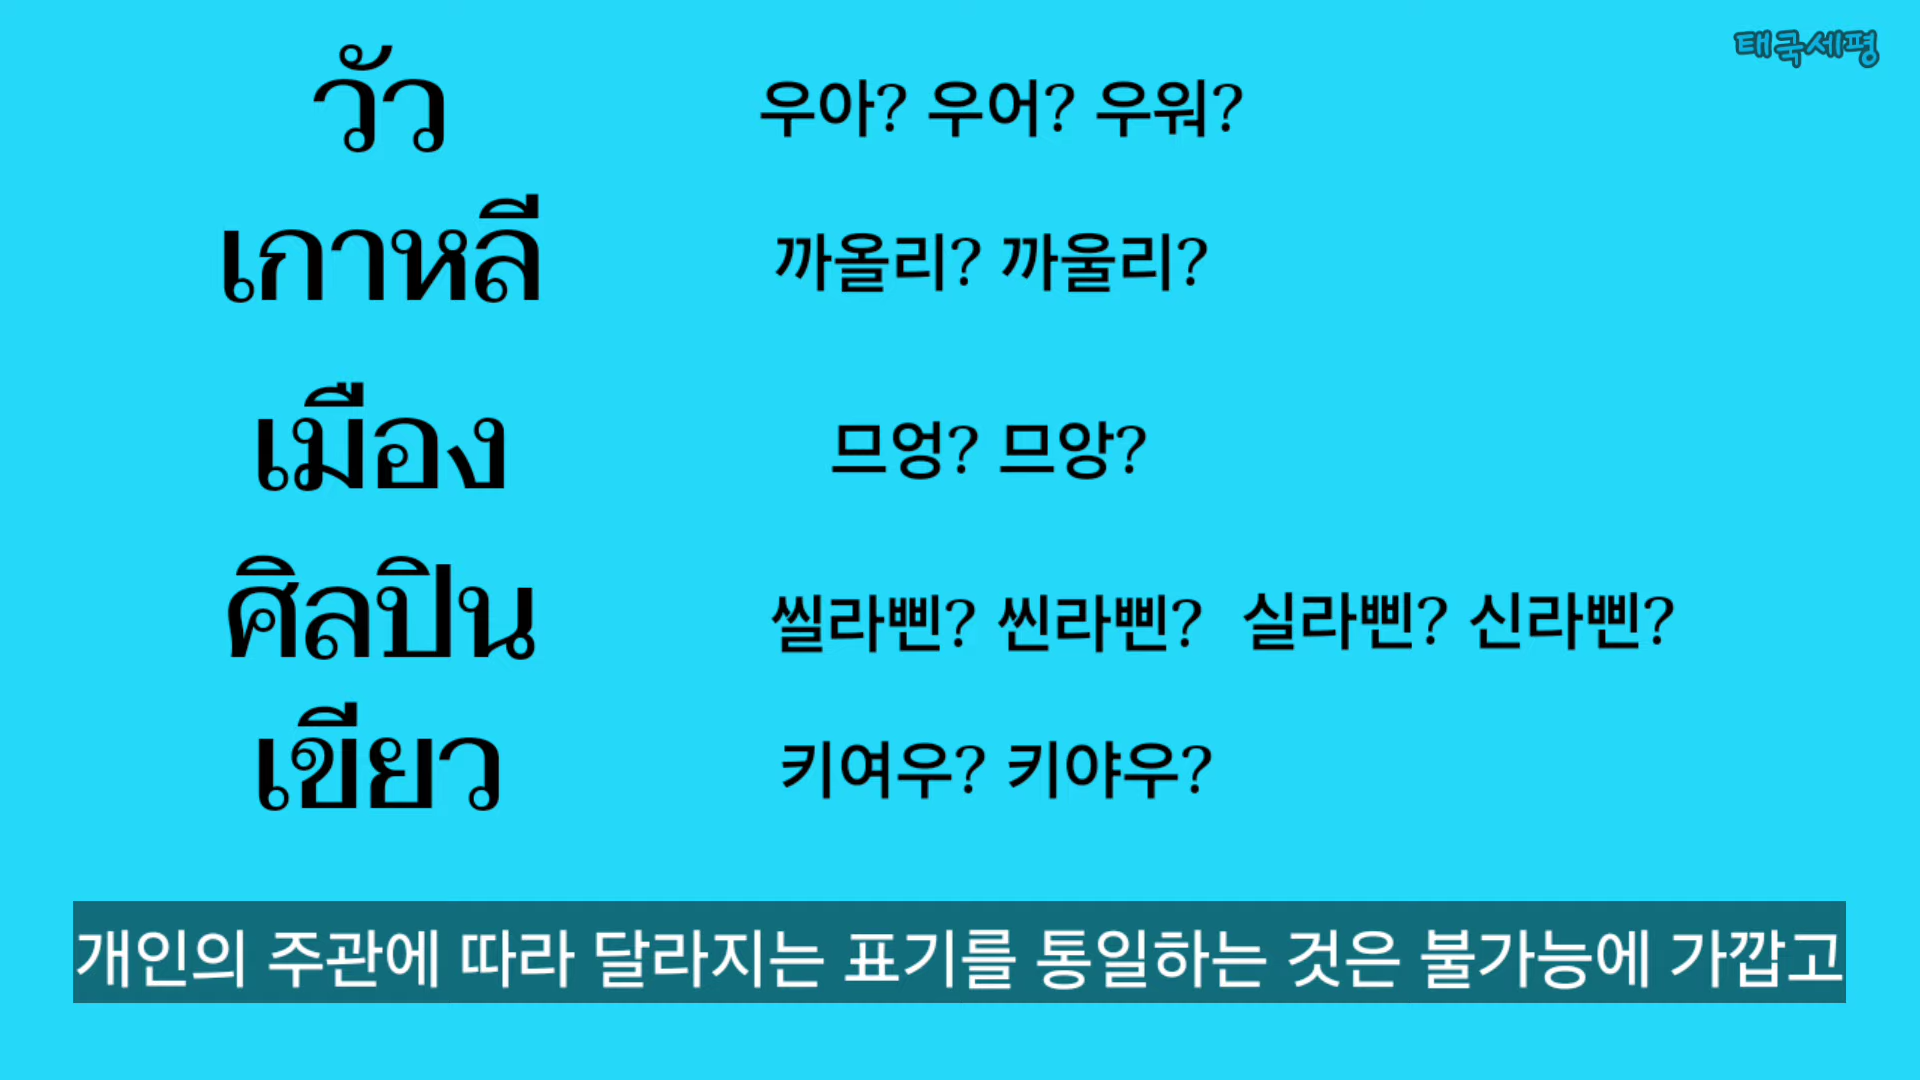 태국세평
วัว 우아? 우어? 우워?
เกาหลี 까올리? 까울리?
เมือง 므엉? 므앙?
ศิลปิน 씰라삔? 씬라삔? 실라삔? 신라삔?
เขียว 키여우? 키야우?
개인의 주관에 따라 달라지는 표기를 통일하는 것은 불가능에 가깝고